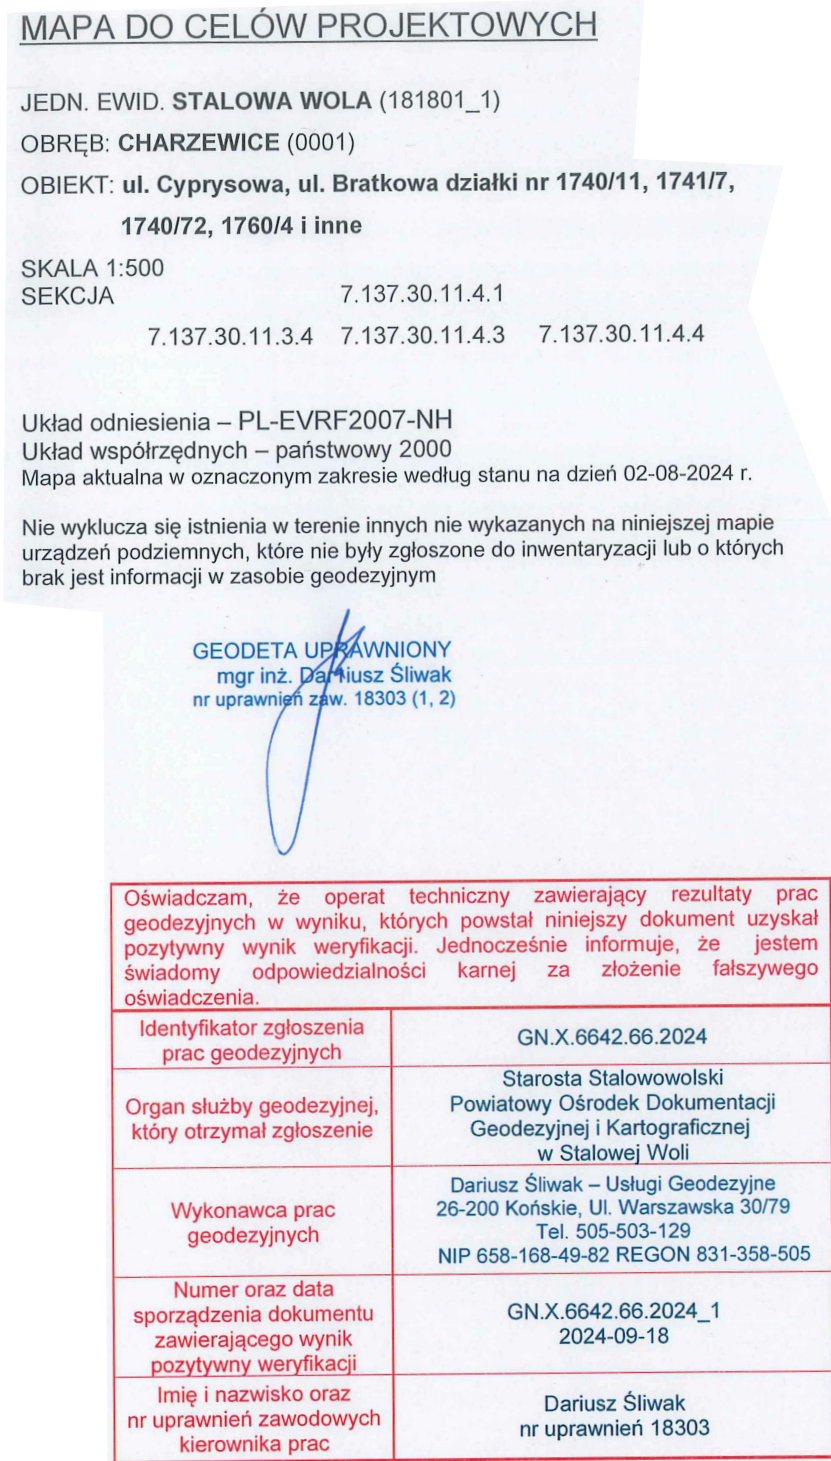 MAPA DO CELÓW PROJEKTOWYCH
JEDN. EWID. STALOWA WOLA (181801_1)
OBRĘB: CHARZEWICE (0001)
OBIEKT: ul. Cyprysowa, ul. Bratkowa działki nr 1740/11, 1741/7,
1740/72, 1760/4 i inne
SKALA 1:500
SEKCJA 7.137.30.11.4.1
7.137.30.11.3.4 7.137.30.11.4.3 7.137.30.11.4.4
Układ odniesienia – PL-EVRF2007-NH
Układ współrzędnych – państwowy 2000
Mapa aktualna w oznaczonym zakresie według stanu na dzień 02-08-2024 r.
Nie wyklucza się istnienia w terenie innych nie wykazanych na niniejszej mapie
urządzeń podziemnych, które nie były zgłoszone do inwentaryzacji lub o których
brak jest informacji w zasobie geodezyjnym
GEODETA UPRAWNIONY
mgr inż. Dariusz Śliwak
nr uprawnień zaw. 18303 (1, 2)
Oświadczam, że operat techniczny zawierający rezultaty prac
geodezyjnych w wyniku, których powstał niniejszy dokument uzyskał
pozytywny wynik weryfikacji. Jednocześnie informuje, że jestem
świadomy odpowiedzialności karnej za złożenie fałszywego
oświadczenia.
Identyfikator zgłoszenia
prac geodezyjnych
GN.X.6642.66.2024
Organ służby geodezyjnej,
który otrzymał zgłoszenie
Starosta Stalowowolski
Powiatowy Ośrodek Dokumentacji
Geodezyjnej i Kartograficznej
w Stalowej Woli
Wykonawca prac
geodezyjnych
Dariusz Śliwak – Usługi Geodezyjne
26-200 Końskie, Ul. Warszawska 30/79
Tel. 505-503-129
NIP 658-168-49-82 REGON 831-358-505
Numer oraz data
sporządzenia dokumentu
zawierającego wynik
pozytywny weryfikacji
GN.X.6642.66.2024_1
2024-09-18
Imię i nazwisko oraz
nr uprawnień zawodowych
kierownika prac
Dariusz Śliwak
nr uprawnień 18303